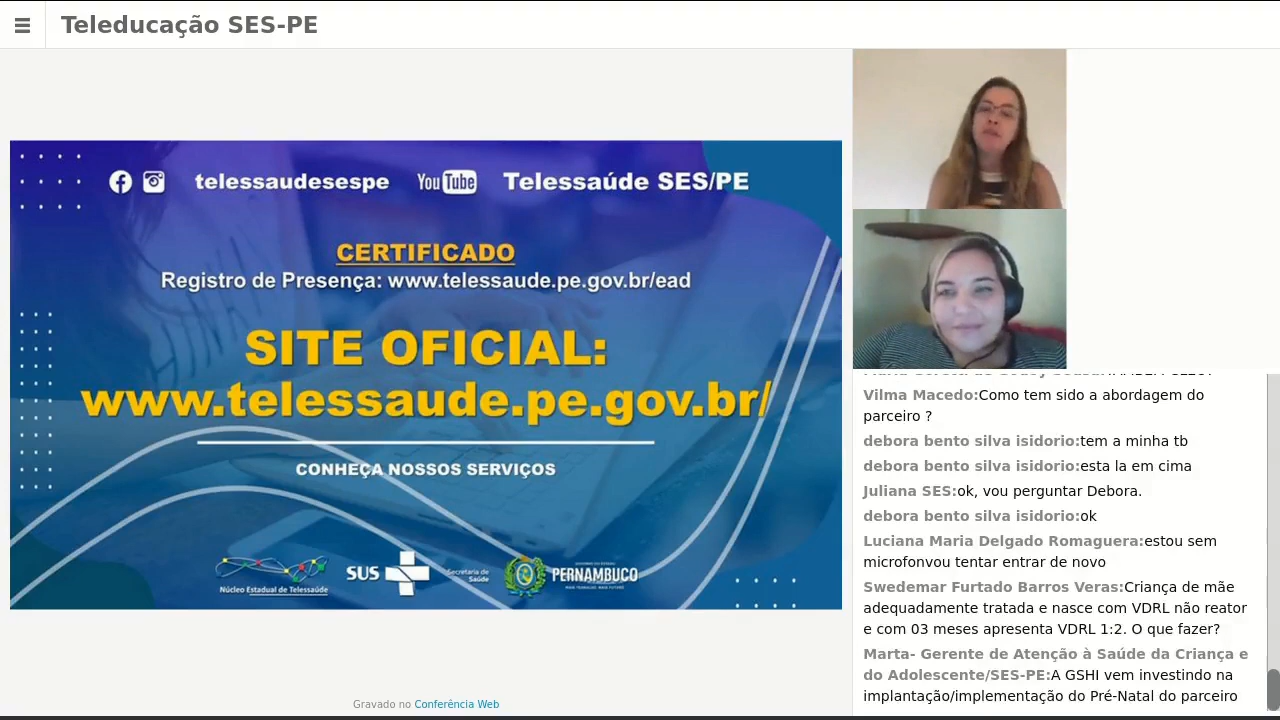 Teleducação SES-PE
telessaudesespe YouTube Telessaúde SES/PE
CERTIFICADO
Registro de Presença: www.telessaude.pe.gov.br/ead
SITE OFICIAL:
www.telessaude.pe.gov.br/
CONHEÇA NOSSOS SERVIÇOS
Núcleo Estadual de Telessaúde
SUS
Secretaria de
Saúde
PERNAMBUCO
Gravado no Conferência Web
Vilma Macedo:Como tem sido a abordagem do
parceiro ?
debora bento silva isidorio:tem a minha tb
debora bento silva isidorio:esta la em cima
Juliana SES:ok, vou perguntar Debora.
debora bento silva isidorio:ok
Luciana Maria Delgado Romaguera:estou sem
microfonvou tentar entrar de novo
Swedemar Furtado Barros Veras:Criança de mãe
adequadamente tratada e nasce com VDRL não reator
e com 03 meses apresenta VDRL 1:2. O que fazer?
Marta- Gerente de Atenção à Saúde da Criança e
do Adolescente/SES-PE:A GSHI vem investindo na
implantação/implementação do Pré-Natal do parceiro